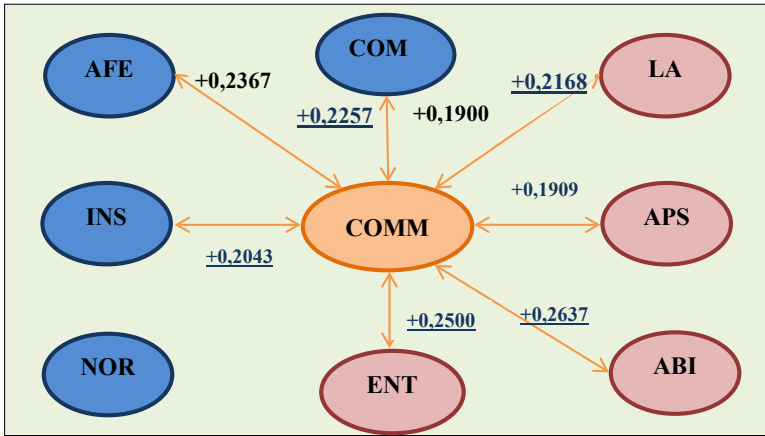 COM
AFE
LA
+0,2367
+0,2168
+0,2257
+0,1900
INS
+0,1909
APS
COMM
+0,2043
+0,2500
+0,2637
NOR
ENT
ABI